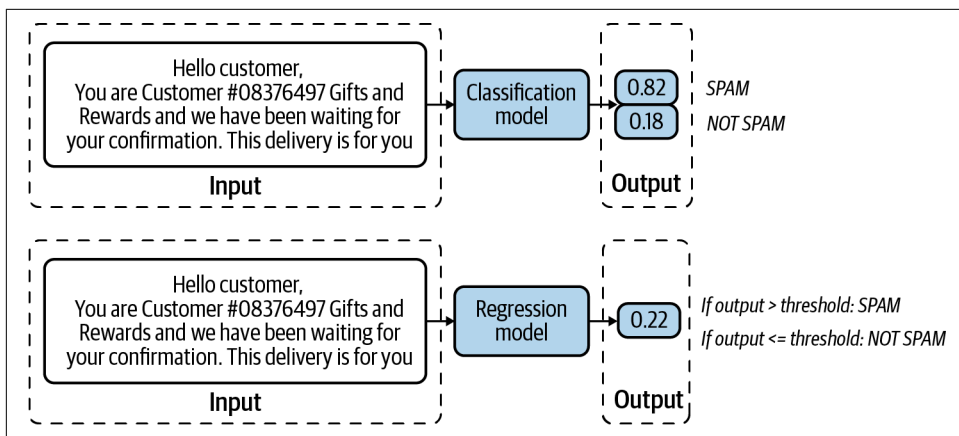 Hello customer,
You are Customer #08376497 Gifts and
Rewards and we have been waiting for
your confirmation. This delivery is for you
Input
Classification
model
0.82
SPAM
0.18
NOT SPAM
Output
Hello customer,
You are Customer #08376497 Gifts and
Rewards and we have been waiting for
your confirmation. This delivery is for you
Input
Regression
model
0.22
If output > threshold: SPAM
If output <= threshold: NOT SPAM
Output